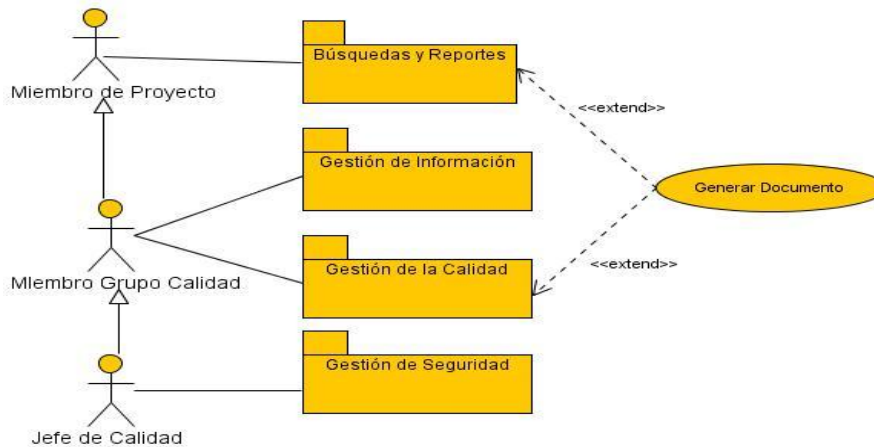 Búsquedas y Reportes
Miembro de Proyecto
<<extend>>
Gestión de Información
Generar Documento
MIembro Grupo Calidad
Gestión de la Calidad
<<extend>>
Gestión de Seguridad
Jefe de Calidad